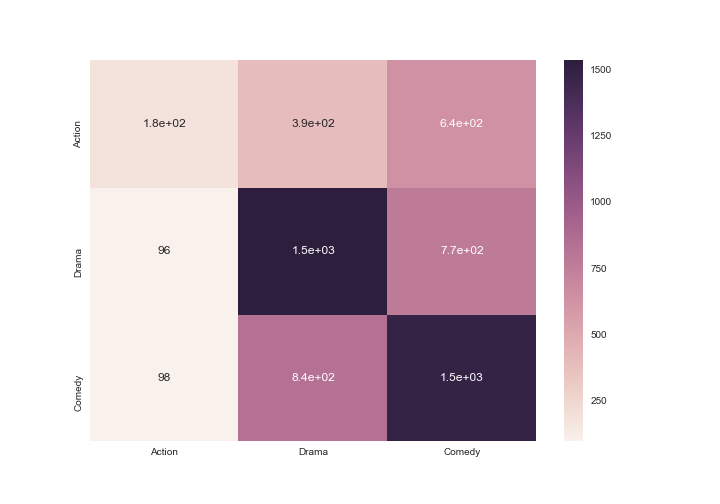 1500
Action 1.8e+02 3.9e+02 6.4e+02
1250
1000
Drama 96 1.5e+03 7.7e+02
750
500
Comedy 98 8.4e+02 1.5e+03
250
Action Drama Comedy